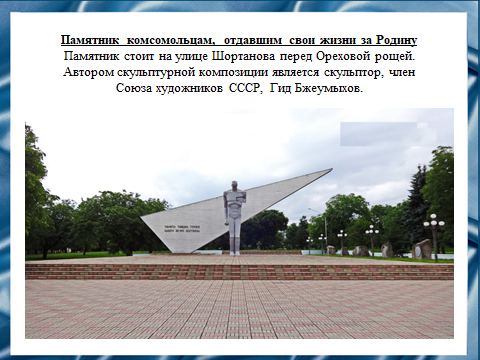 Памятник комсомольцам, отдавшим свои жизни за Родину
Памятник стоит на улице Шортанова перед Ореховой рощей.
Автором скульптурной композиции является скульптор, член
Союза художников СССР, Гид Бжеумыхов.